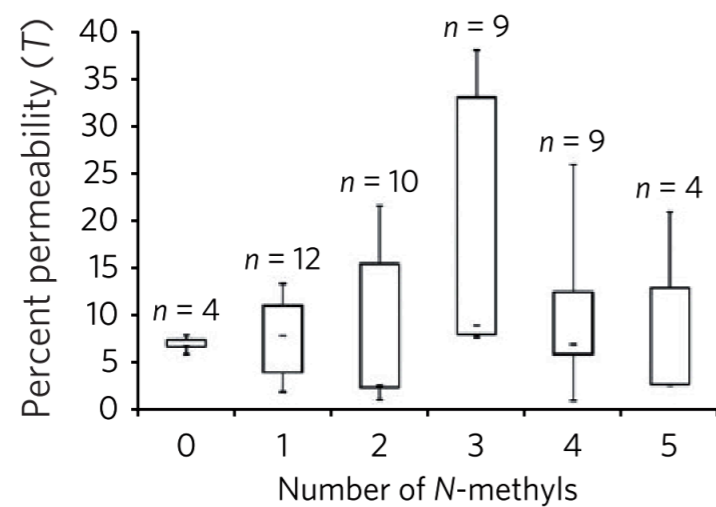 Percent permeability (T)
40
35
30
25
20
15
10
5
0
n = 4
n = 12
n = 10
n = 9
n = 9
n = 4
0 1 2 3 4 5
Number of N-methyls